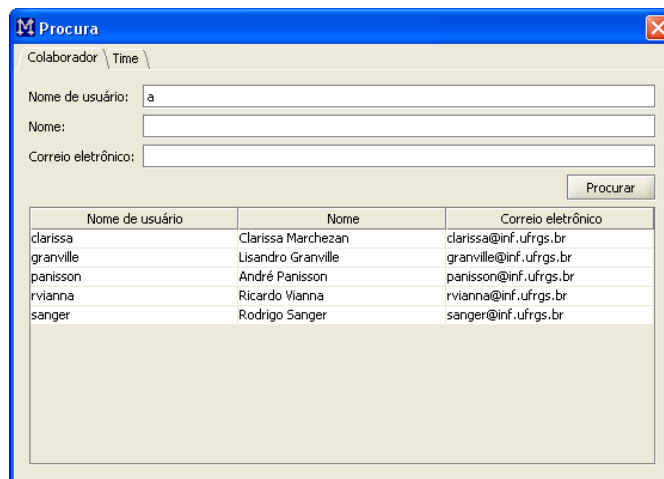 Procura
Colaborador Time
Nome de usuário: a
Nome:
Correio eletrônico:
Procurar
Nome de usuário Nome Correio eletrônico
clarissa Clarissa Marchezan clarissa@inf.ufrgs.br
granville Lisandro Granville granville@inf.ufrgs.br
panisson André Panisson panisson@inf.ufrgs.br
rvianna Ricardo Vianna rvianna@inf.ufrgs.br
sanger Rodrigo Sanger sanger@inf.ufrgs.br